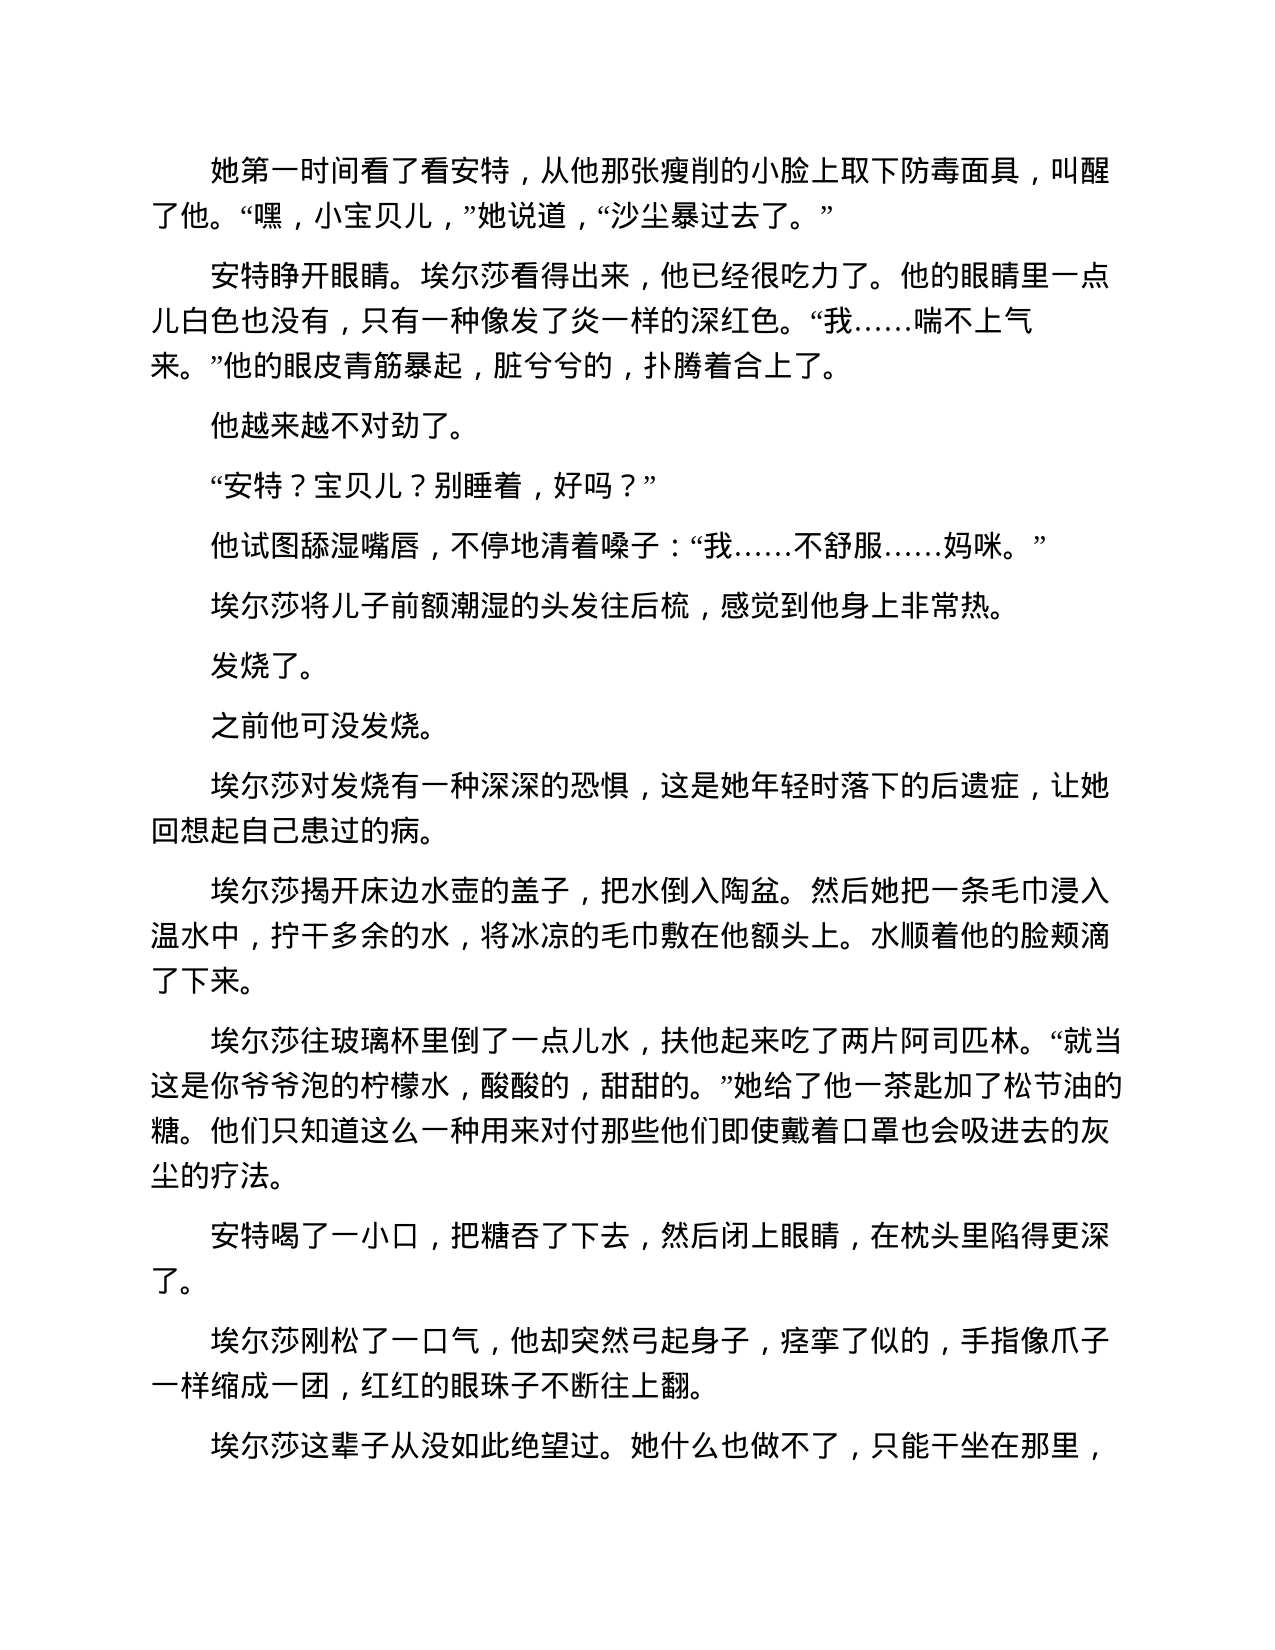 她第一时间看了看安特，从他那张瘦削的小脸上取下防毒面具，叫醒
了他。“嘿，小宝贝儿，”她说道，“沙尘暴过去了。”
安特睁开眼睛。埃尔莎看得出来，他已经很吃力了。他的眼睛里一点
儿白色也没有，只有一种像发了炎一样的深红色。“我……喘不上气
来。”他的眼皮青筋暴起，脏兮兮的，扑腾着合上了。
他越来越不对劲了。
“安特？宝贝儿？别睡着，好吗？”
他试图舔湿嘴唇，不停地清着嗓子：“我……不舒服……妈咪。”
埃尔莎将儿子前额潮湿的头发往后梳，感觉到他身上非常热。
发烧了。
之前他可没发烧。
埃尔莎对发烧有一种深深的恐惧，这是她年轻时落下的后遗症，让她
回想起自己患过的病。
埃尔莎揭开床边水壶的盖子，把水倒入陶盆。然后她把一条毛巾浸入
温水中，拧干多余的水，将冰凉的毛巾敷在他额头上。水顺着他的脸颊滴
了下来。
埃尔莎往玻璃杯里倒了一点儿水，扶他起来吃了两片阿司匹林。“就当
这是你爷爷泡的柠檬水，酸酸的，甜甜的。”她给了他一茶匙加了松节油的
糖。他们只知道这么一种用来对付那些他们即使戴着口罩也会吸进去的灰
尘的疗法。
安特喝了一小口，把糖吞了下去，然后闭上眼睛，在枕头里陷得更深
了。
埃尔莎刚松了一口气，他却突然弓起身子，痉挛了似的，手指像爪子
一样缩成一团，红红的眼珠子不断往上翻。
埃尔莎这辈子从没如此绝望过。她什么也做不了，只能干坐在那里，